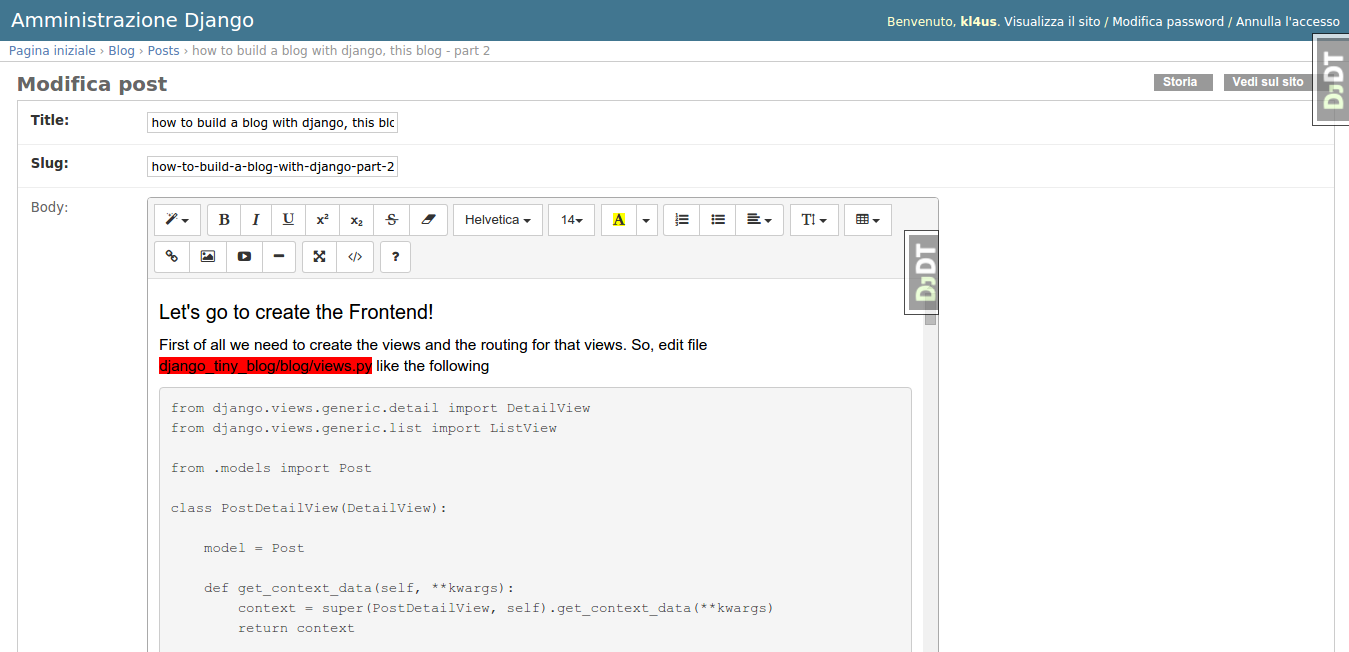 Amministrazione Django
Benvenuto, kl4us. Visualizza il sito / Modifica password / Annulla l'accesso
Pagina iniziale › Blog › Posts › how to build a blog with django, this blog - part 2
DJDT
Modifica post
Storia
Vedi sul sito
Title:
how to build a blog with django, this blo
Slug:
how-to-build-a-blog-with-django-part-2
Body:
B I U x² x₂ S Helvetica 14 A T
</> ?
DJDT
Let's go to create the Frontend!
First of all we need to create the views and the routing for that views. So, edit file
django_tiny_blog/blog/views.py like the following
from django.views.generic.detail import DetailView
from django.views.generic.list import ListView
from .models import Post
class PostDetailView(DetailView):
model = Post
def get_context_data(self, **kwargs):
context = super(PostDetailView, self).get_context_data(**kwargs)
return context